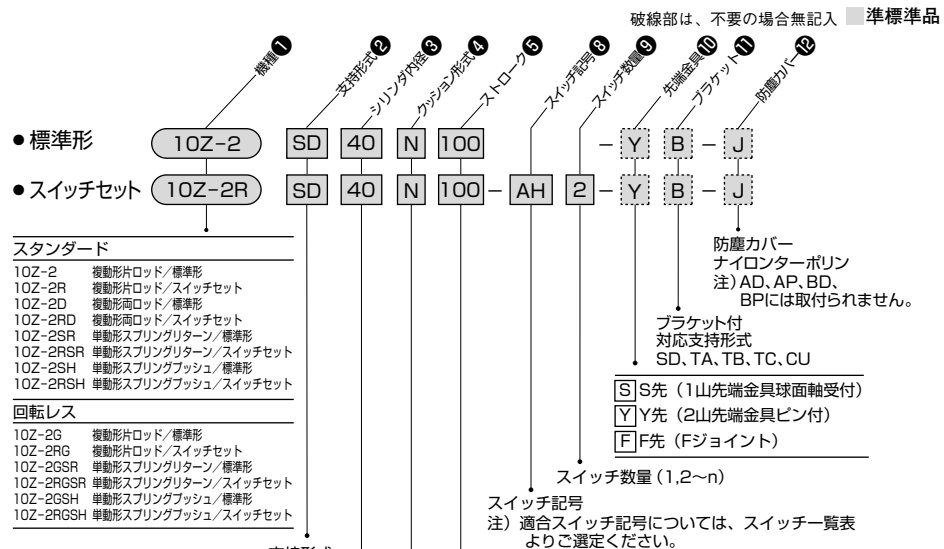 破線部は、不要の場合無記入 準標準品
機種❶
支持形式❷
シリンダ内径❸
クッション形式❹
ストローク❺
スイッチ記号❽
スイッチ数量❾
先端金具❿
ブラケット⓫
防塵カバー⓬
● 標準形 10Z-2 SD 40 N 100 - Y B - J
● スイッチセット 10Z-2R SD 40 N 100 - AH 2 - Y B - J
スタンダード
10Z-2 複動形片ロッド/標準形
10Z-2R 複動形片ロッド/スイッチセット
10Z-2D 複動形両ロッド/標準形
10Z-2RD 複動形両ロッド/スイッチセット
10Z-2SR 単動形スプリングリターン/標準形
10Z-2RSR 単動形スプリングリターン/スイッチセット
10Z-2SH 単動形スプリングプッシュ/標準形
10Z-2RSH 単動形スプリングプッシュ/スイッチセット
回転レス
10Z-2G 複動形片ロッド/標準形
10Z-2RG 複動形片ロッド/スイッチセット
10Z-2GSR 単動形スプリングリターン/標準形
10Z-2RGSR 単動形スプリングリターン/スイッチセット
10Z-2GSH 単動形スプリングプッシュ/標準形
10Z-2RGSH 単動形スプリングプッシュ/スイッチセット
防塵カバー
ナイロンターポリン
注)AD、AP、BD、
BPには取付られません。
ブラケット付
対応支持形式
SD、TA、TB、TC、CU
S S先(1山先端金具球面軸受付)
Y Y先(2山先端金具ピン付)
F F先(Fジョイント)
スイッチ数量(1,2〜n)
スイッチ記号
注)適合スイッチ記号については、スイッチ一覧表
よりご選定ください。
支持形式